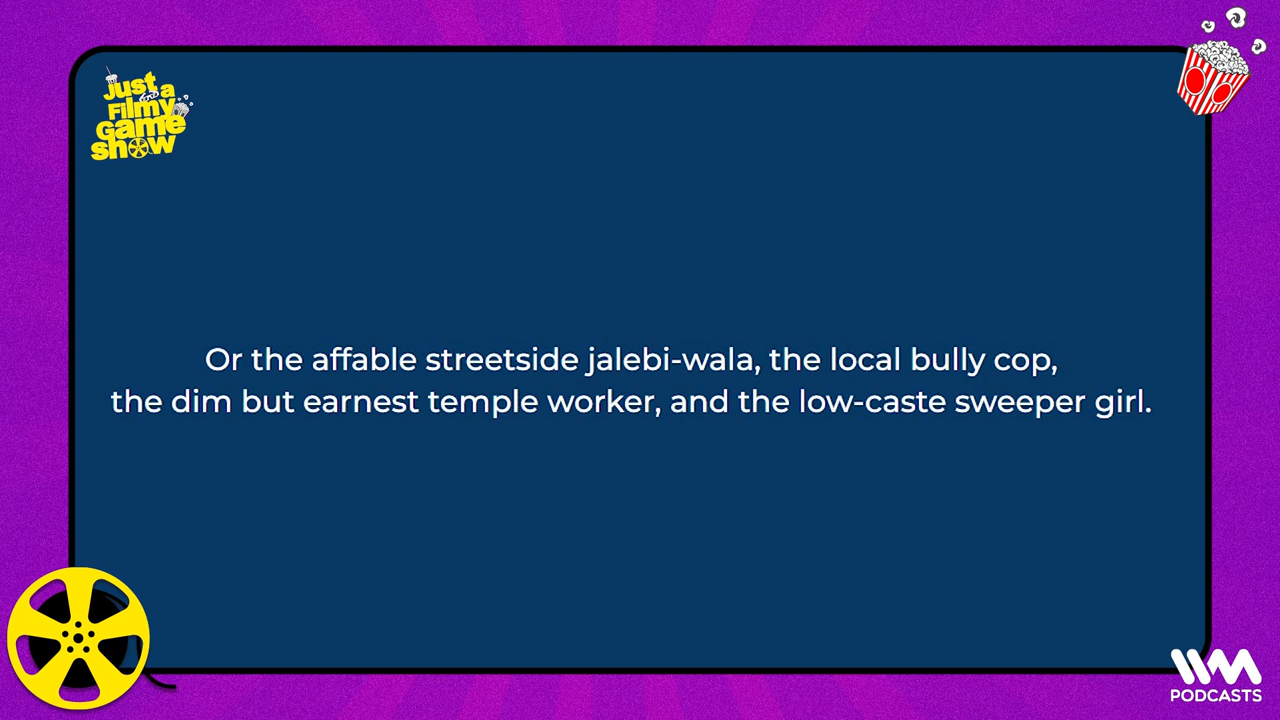 Just a
Filmy
Game
show
Or the affable streetside jalebi-wala, the local bully cop,
the dim but earnest temple worker, and the low-caste sweeper girl.
IVM
PODCASTS